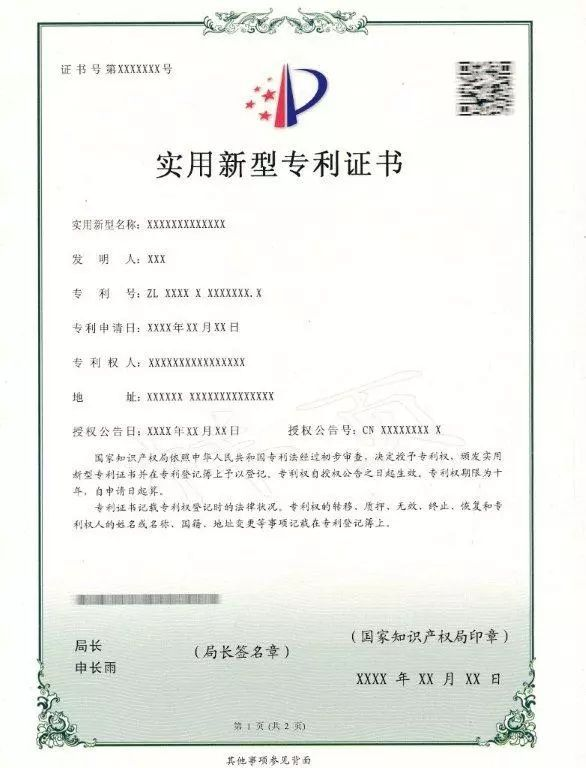 证书号第XXXXXXX号
实用新型专利证书
实用新型名称：XXXXXXXXXXXXX
发 明 人：XXX
专 利 号：ZL XXXX X XXXXXXX.X
专利申请日：XXXX年XX月XX日
专 利 权 人：XXXXXXXXXXXXXXXX
地 址：XXXXXX XXXXXXXXXXXXXX
授权公告日：XXXX年XX月XX日 授权公告号：CN XXXXXXXX X
国家知识产权局依照中华人民共和国专利法经过初步审查，决定授予专利权，颁发实用
新型专利证书并在专利登记簿上予以登记。专利权自授权公告之日起生效。专利权期限为十
年，自申请日起算。
专利证书记载专利权登记时的法律状况。专利权的转移、质押、无效、终止、恢复和专
利权人的姓名或名称、国籍、地址变更等事项记载在专利登记簿上。
局长
申长雨
（局长签名章）
（国家知识产权局印章）
XXXX 年 XX 月 XX 日
第 1 页 (共 2 页)
其他事项参见背面